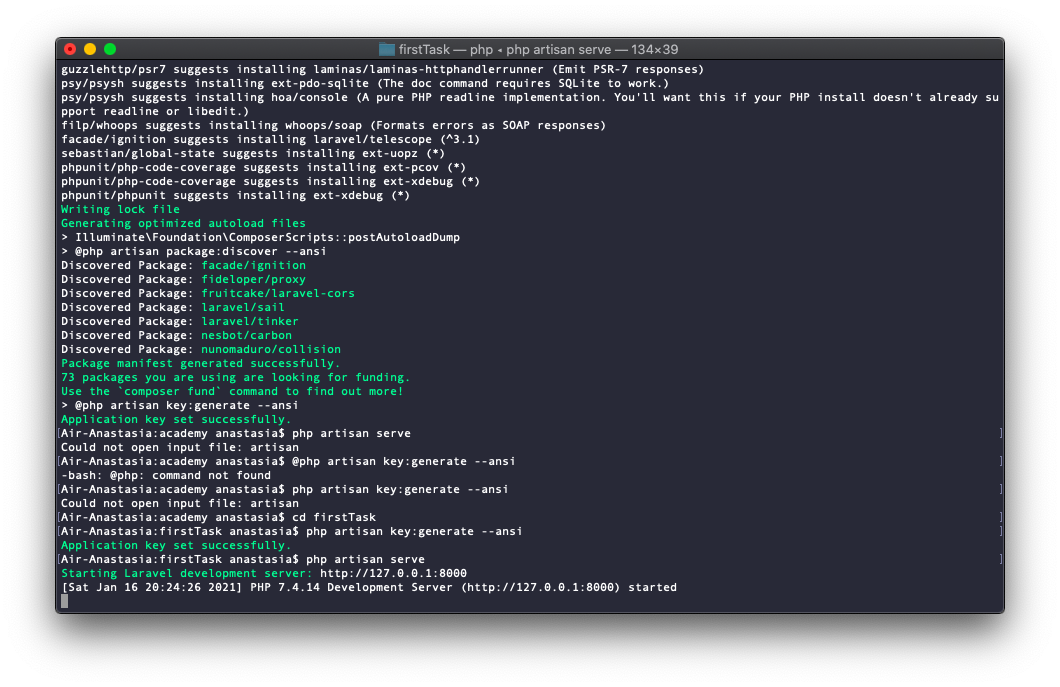 firstTask — php ◂ php artisan serve — 134×39
guzzlehttp/psr7 suggests installing laminas/laminas-httphandlerrunner (Emit PSR-7 responses)
psy/psysh suggests installing ext-pdo-sqlite (The doc command requires SQLite to work.)
psy/psysh suggests installing hoa/console (A pure PHP readline implementation. You'll want this if your PHP install doesn't already su
pport readline or libedit.)
filp/whoops suggests installing whoops/soap (Formats errors as SOAP responses)
facade/ignition suggests installing laravel/telescope (^3.1)
sebastian/global-state suggests installing ext-uopz (*)
phpunit/php-code-coverage suggests installing ext-pcov (*)
phpunit/php-code-coverage suggests installing ext-xdebug (*)
phpunit/phpunit suggests installing ext-xdebug (*)
Writing lock file
Generating optimized autoload files
> Illuminate\Foundation\ComposerScripts::postAutoloadDump
> @php artisan package:discover --ansi
Discovered Package: facade/ignition
Discovered Package: fideloper/proxy
Discovered Package: fruitcake/laravel-cors
Discovered Package: laravel/sail
Discovered Package: laravel/tinker
Discovered Package: nesbot/carbon
Discovered Package: nunomaduro/collision
Package manifest generated successfully.
73 packages you are using are looking for funding.
Use the `composer fund` command to find out more!
> @php artisan key:generate --ansi
Application key set successfully.
[Air-Anastasia:academy anastasia$ php artisan serve ]
Could not open input file: artisan
[Air-Anastasia:academy anastasia$ @php artisan key:generate --ansi ]
-bash: @php: command not found
[Air-Anastasia:academy anastasia$ php artisan key:generate --ansi ]
Could not open input file: artisan
[Air-Anastasia:academy anastasia$ cd firstTask ]
[Air-Anastasia:firstTask anastasia$ php artisan key:generate --ansi ]
Application key set successfully.
[Air-Anastasia:firstTask anastasia$ php artisan serve ]
Starting Laravel development server: http://127.0.0.1:8000
[Sat Jan 16 20:24:26 2021] PHP 7.4.14 Development Server (http://127.0.0.1:8000) started